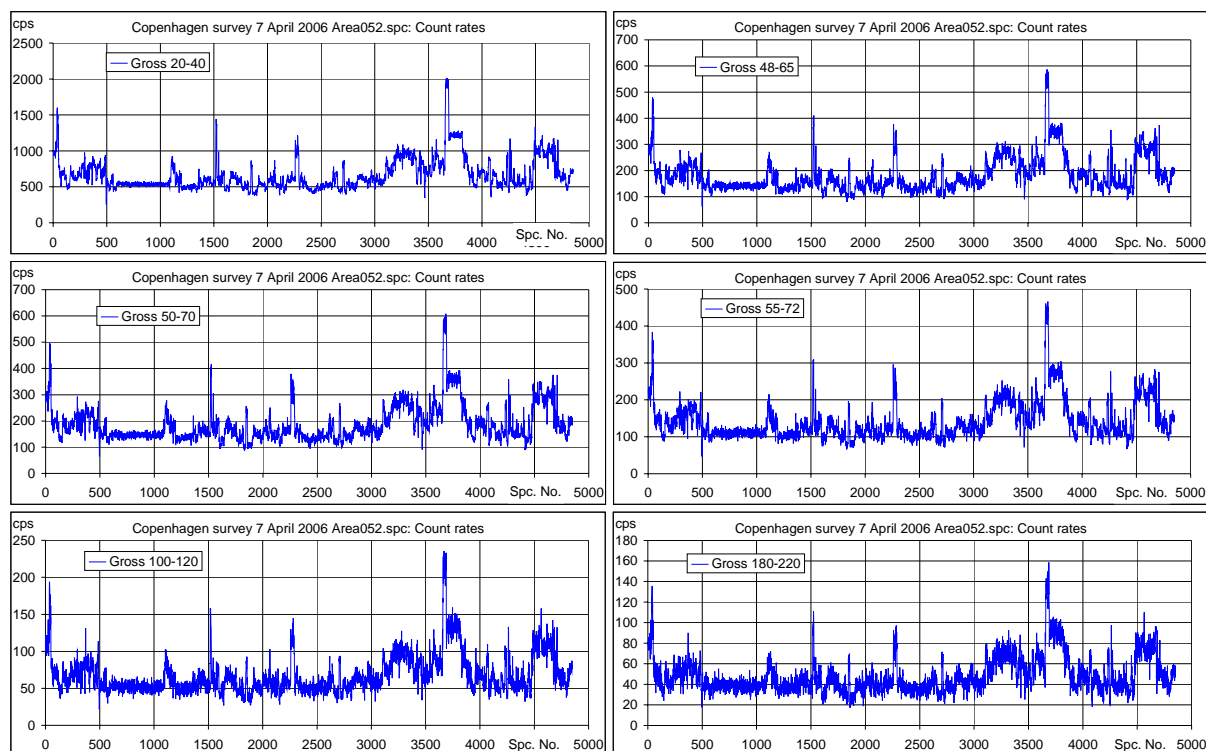 cps
Copenhagen survey 7 April 2006 Area052.spc: Count rates
2500
Gross 20-40
2000
1500
1000
500
0
Spc. No.
0 500 1000 1500 2000 2500 3000 3500 4000 4500 5000
cps
Copenhagen survey 7 April 2006 Area052.spc: Count rates
700
Gross 48-65
600
500
400
300
200
100
0
Spc. No.
0 500 1000 1500 2000 2500 3000 3500 4000 5000
cps
Copenhagen survey 7 April 2006 Area052.spc: Count rates
700
Gross 50-70
600
500
400
300
200
100
0
Spc. No.
0 500 1000 1500 2000 2500 3000 3500 4000 5000
cps
Copenhagen survey 7 April 2006 Area052.spc: Count rates
500
Gross 55-72
400
300
200
100
0
Spc. No.
0 500 1000 1500 2000 2500 3000 3500 4000 5000
cps
Copenhagen survey 7 April 2006 Area052.spc: Count rates
250
Gross 100-120
200
150
100
50
0
Spc. No.
0 500 1000 1500 2000 2500 3000 3500 4000 5000
cps
Copenhagen survey 7 April 2006 Area052.spc: Count rates
180
Gross 180-220
160
140
120
100
80
60
40
20
0
Spc. No.
0 500 1000 1500 2000 2500 3000 3500 4000 5000